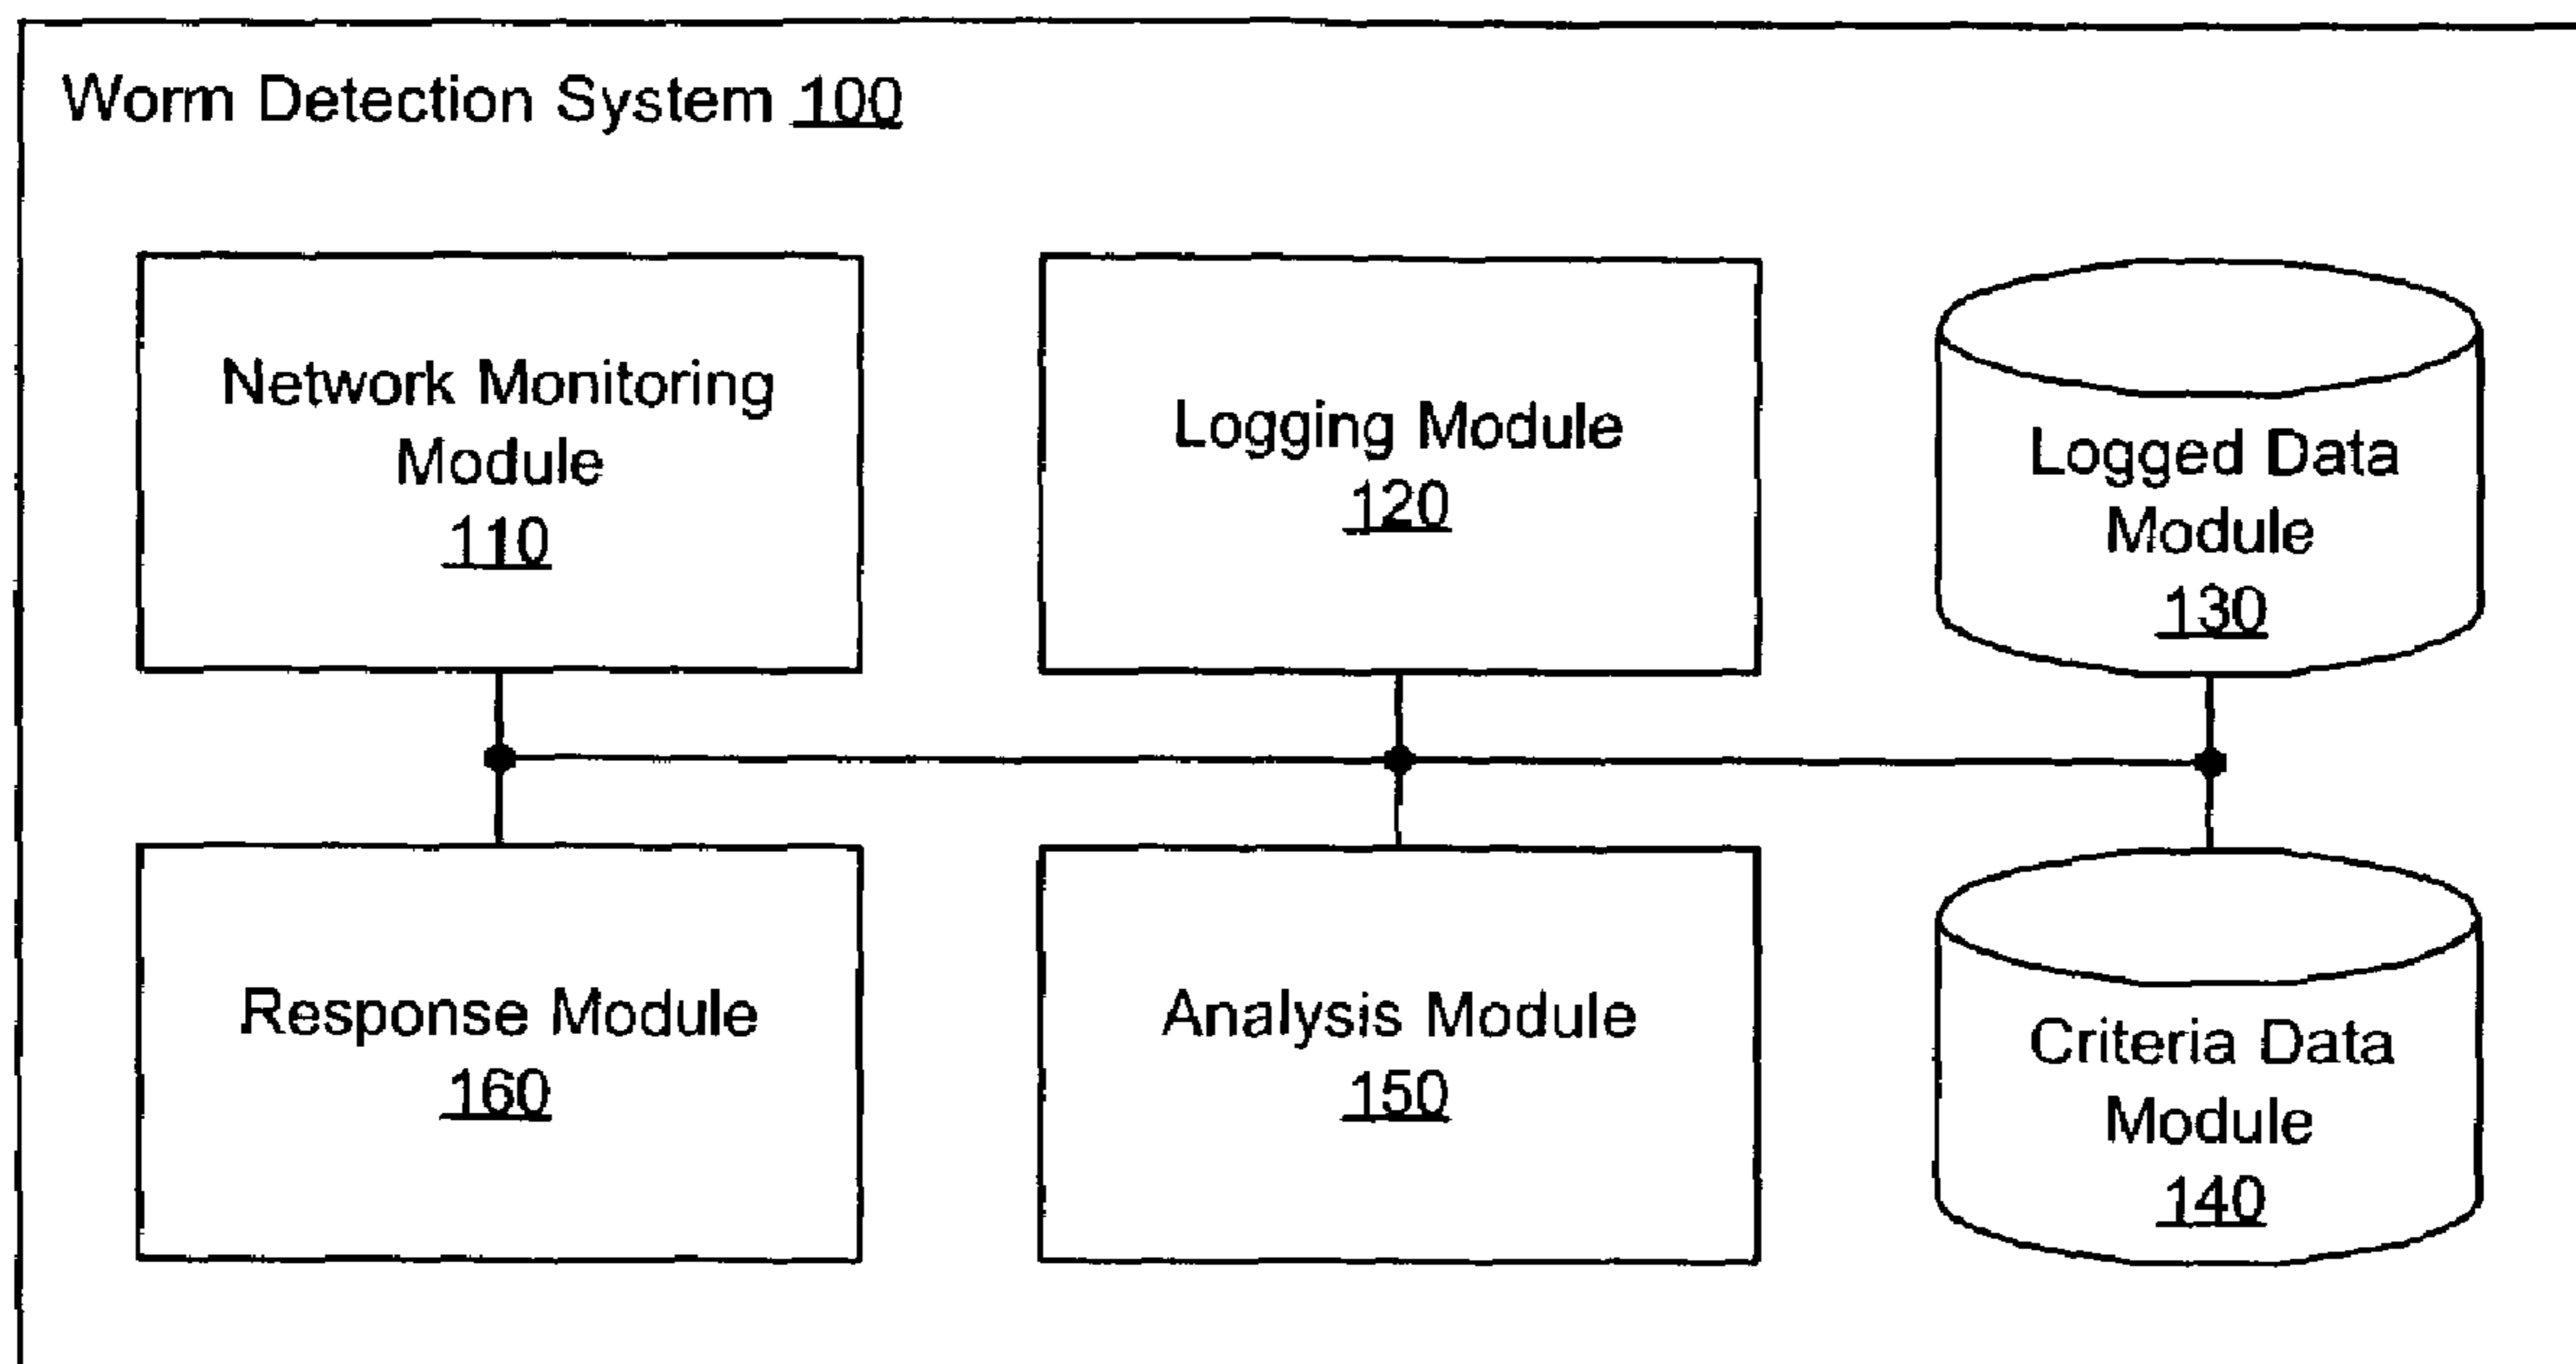 Worm Detection System 100
Network Monitoring
Module
110
Logging Module
120
Logged Data
Module
130
Response Module
160
Analysis Module
150
Criteria Data
Module
140